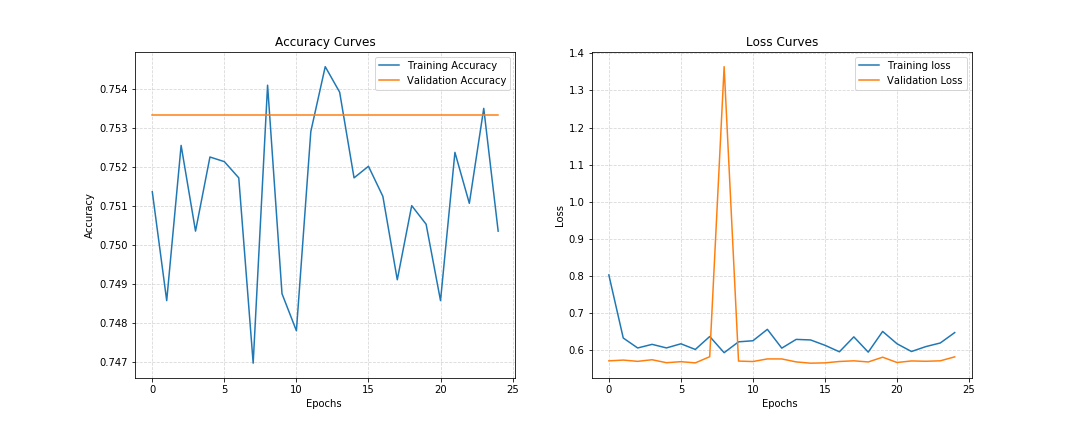 Accuracy Curves
Training Accuracy
Validation Accuracy
0.754
0.753
0.752
0.751
0.750
0.749
0.748
0.747
Accuracy
0 5 10 15 20 25
Epochs
Loss Curves
Training loss
Validation Loss
1.4
1.3
1.2
1.1
1.0
0.9
0.8
0.7
0.6
Loss
0 5 10 15 20 25
Epochs